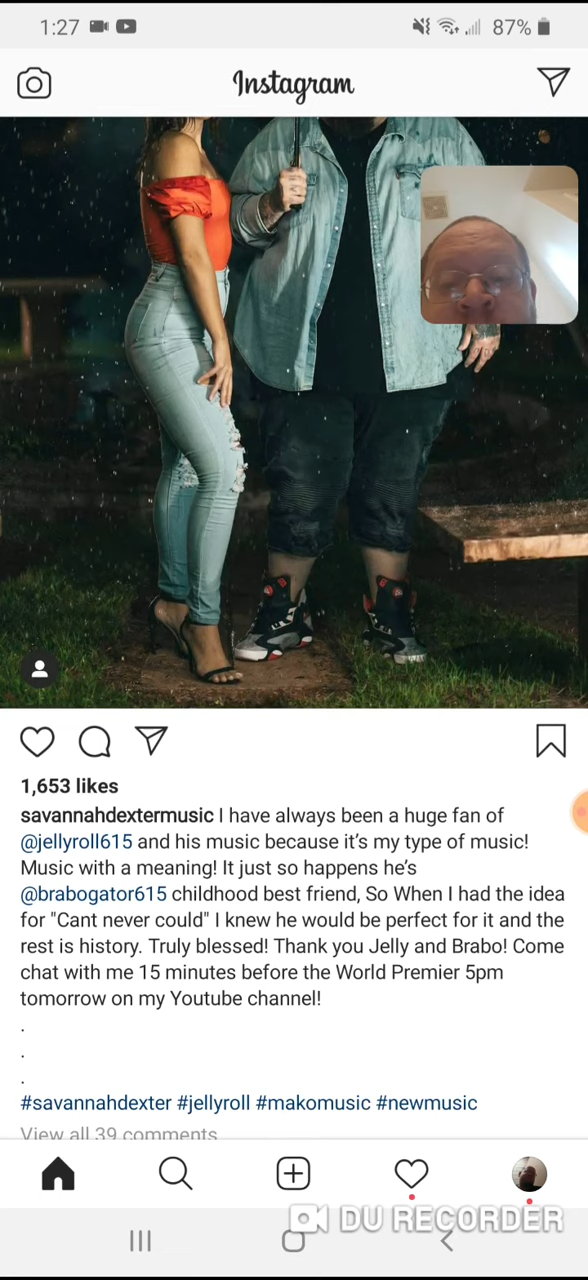 1:27 87%
Instagram
1,653 likes
savannahdextermusic I have always been a huge fan of
@jellyroll615 and his music because it's my type of music!
Music with a meaning! It just so happens he's
@brabogator615 childhood best friend, So When I had the idea
for "Cant never could" I knew he would be perfect for it and the
rest is history. Truly blessed! Thank you Jelly and Brabo! Come
chat with me 15 minutes before the World Premier 5pm
tomorrow on my Youtube channel!
.
.
.
#savannahdexter #jellyroll #makomusic #newmusic
View all 39 comments
DU RECORDER